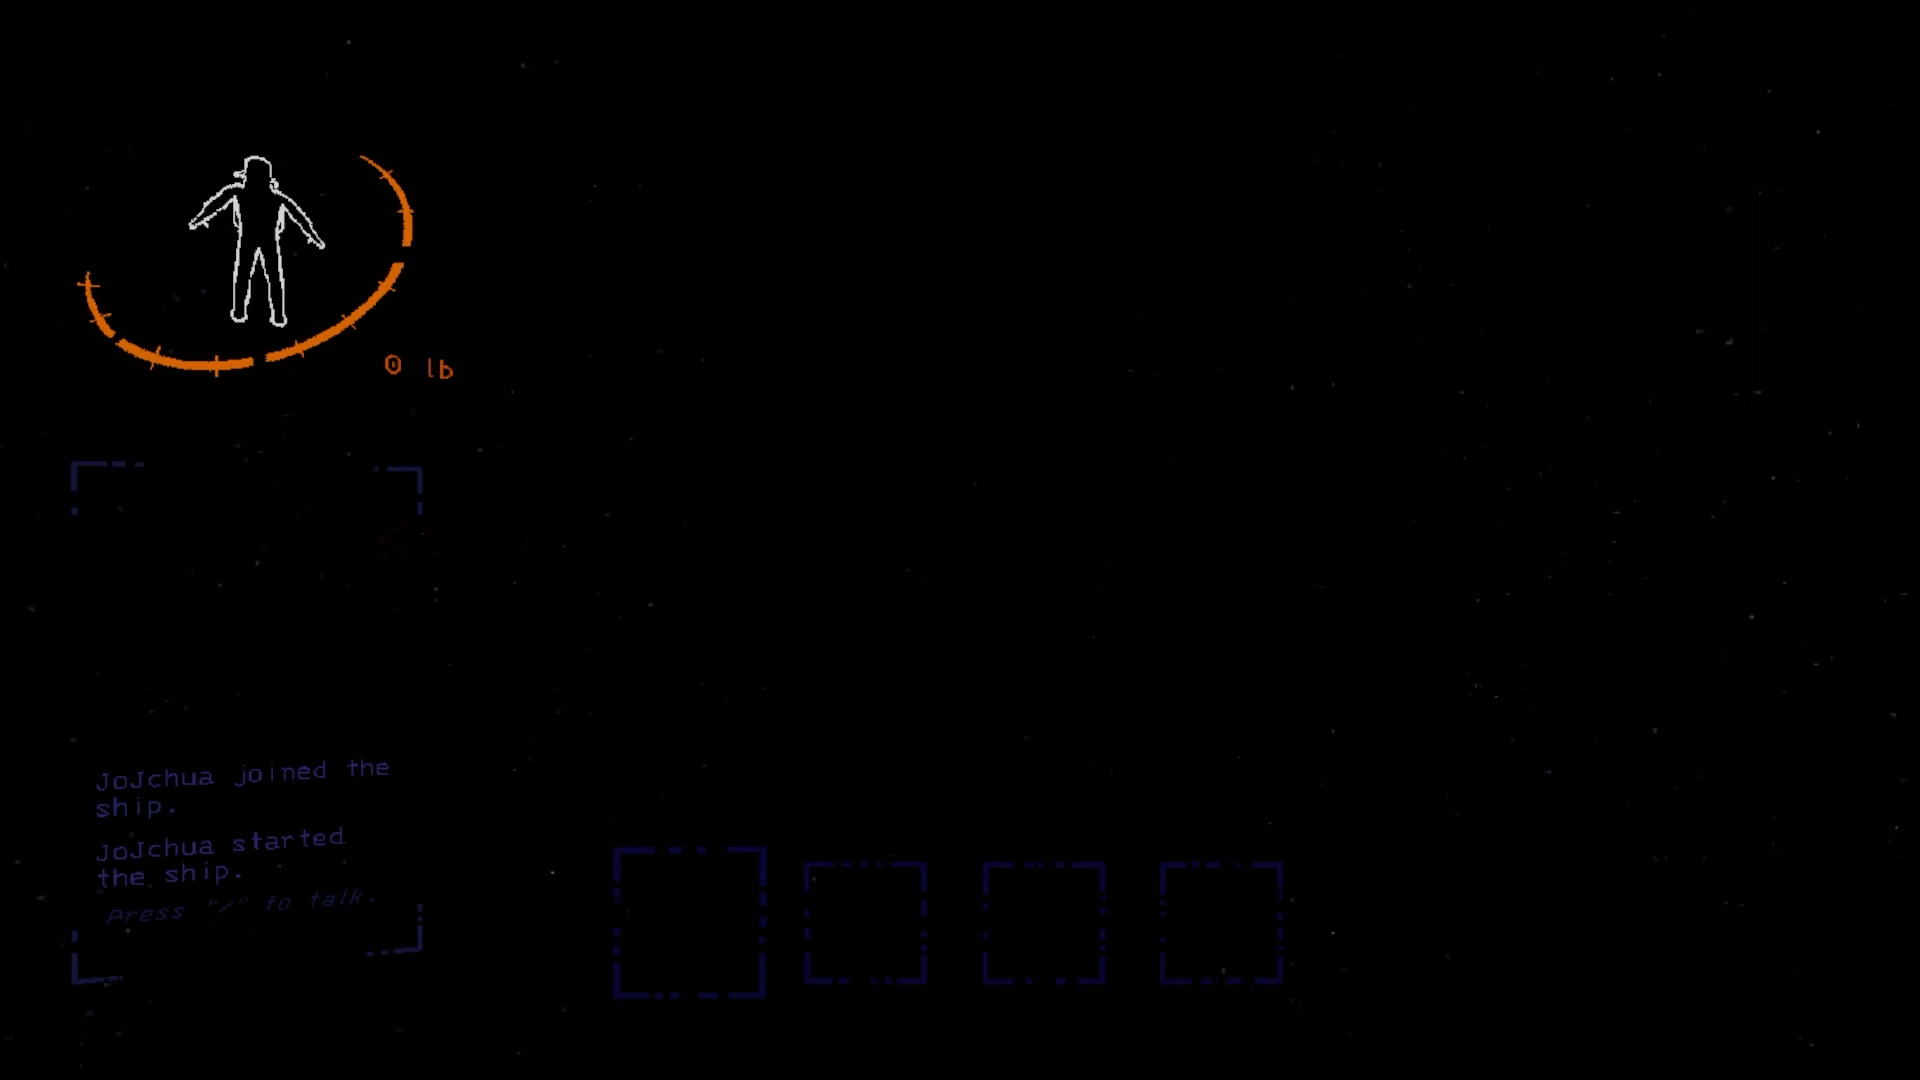 0 lb
JoJchua joined the
ship.
JoJchua started
the ship.
Press "/" to talk.